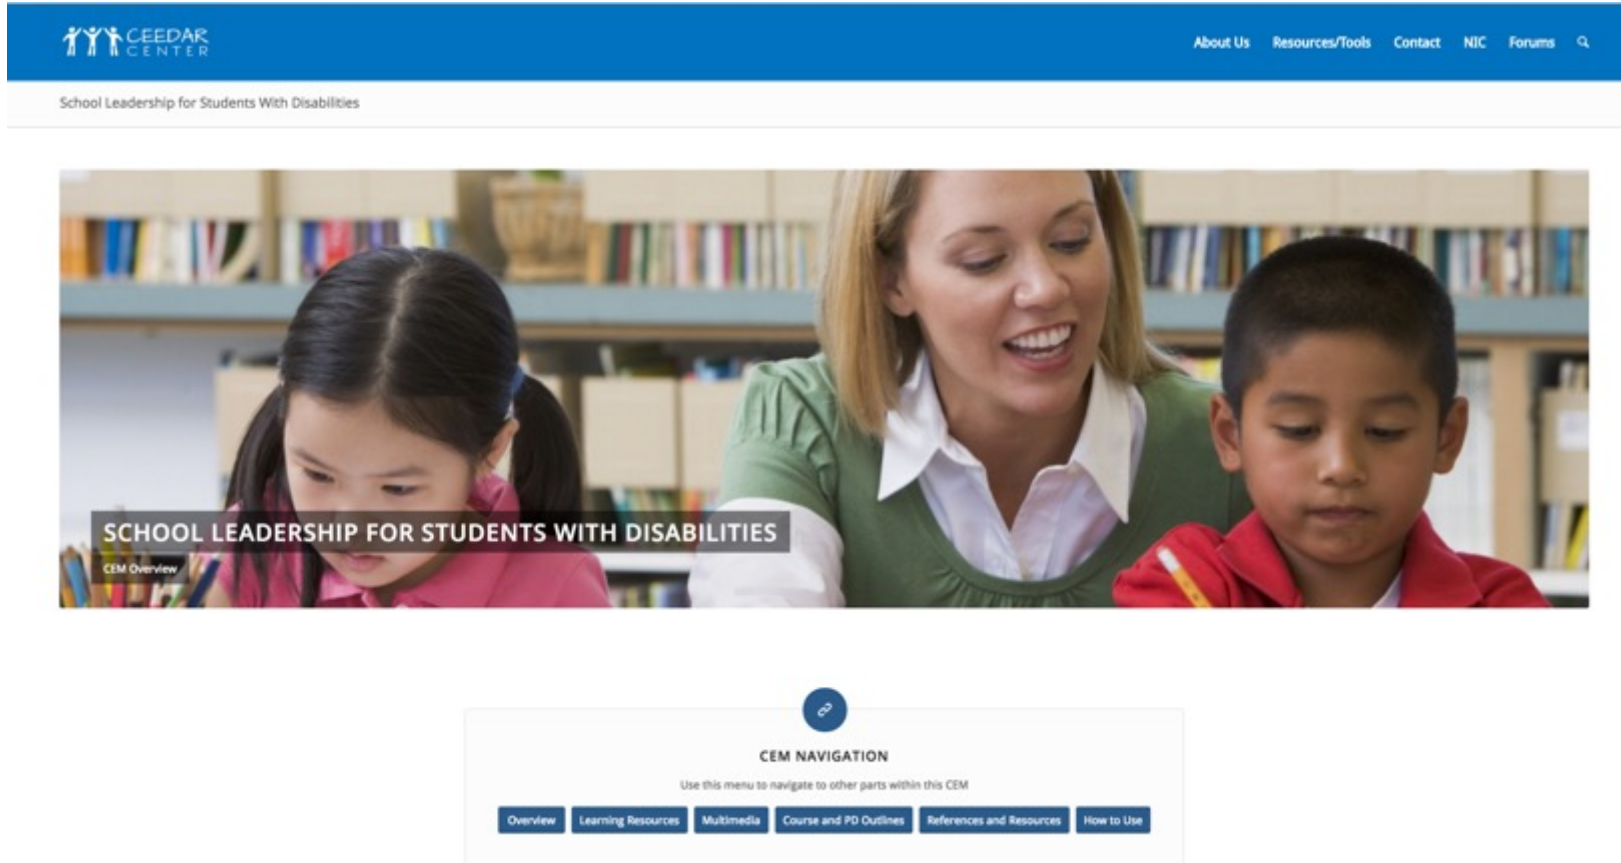 CEEDAR
CENTER
About Us Resources/Tools Contact NIC Forums
School Leadership for Students With Disabilities
SCHOOL LEADERSHIP FOR STUDENTS WITH DISABILITIES
CEM Overview
CEM NAVIGATION
Use this menu to navigate to other parts within this CEM
Overview Learning Resources Multimedia Course and PD Outlines References and Resources How to Use